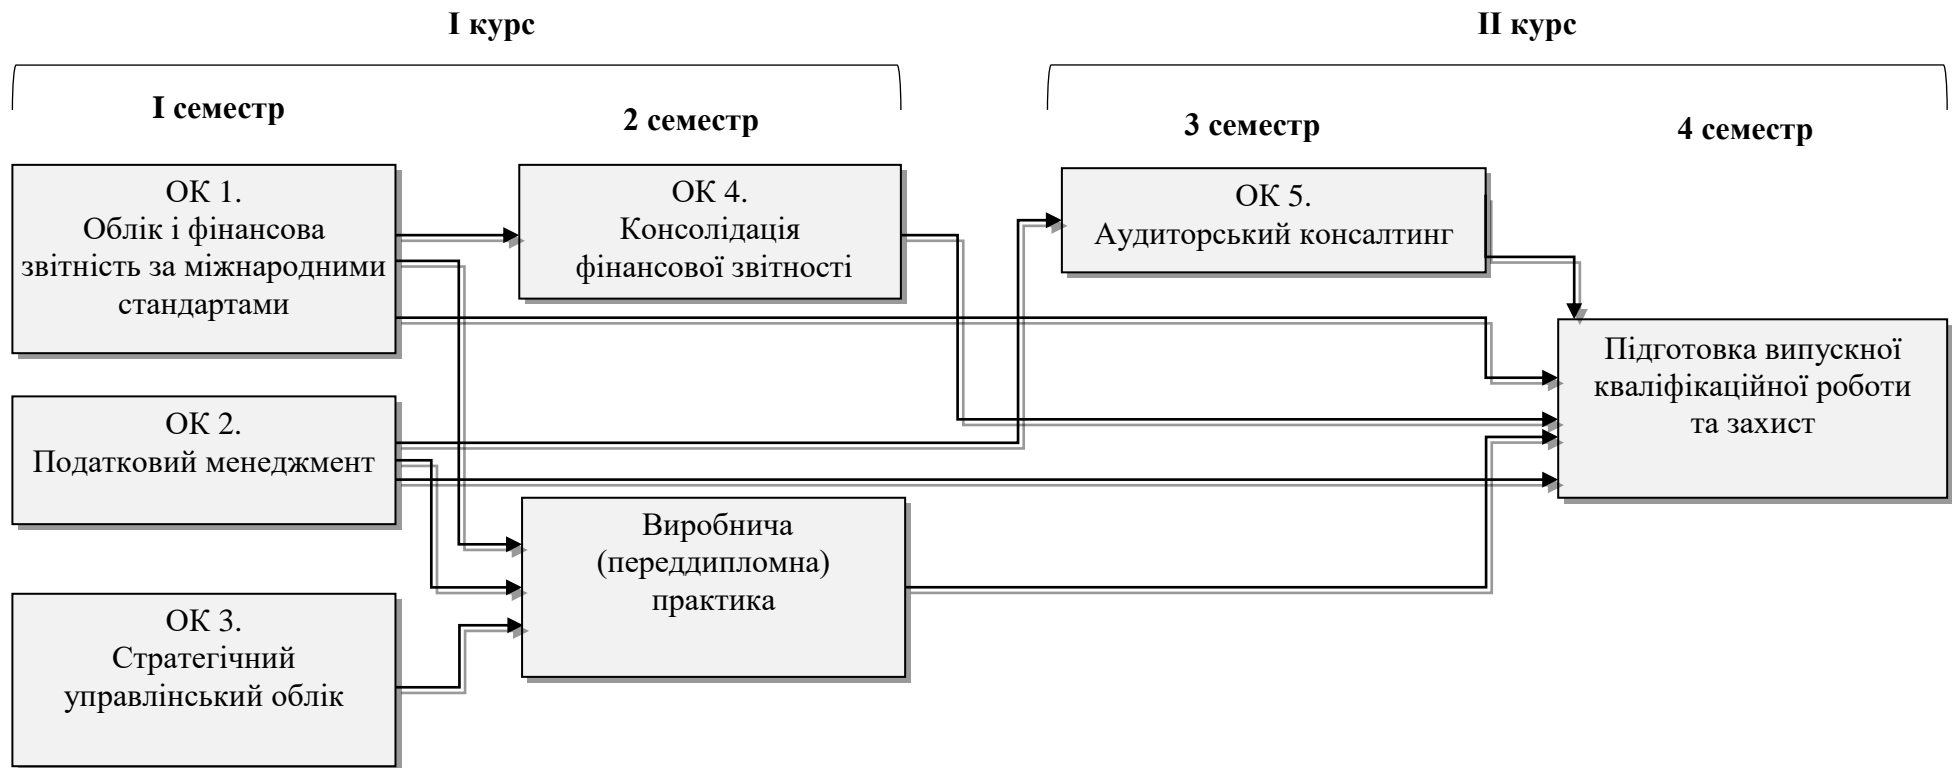 І курс
ІІ курс
І семестр
2 семестр
3 семестр
4 семестр
ОК 1.
Облік і фінансова
звітність за міжнародними
стандартами
ОК 4.
Консолідація
фінансової звітності
ОК 5.
Аудиторський консалтинг
Підготовка випускної
кваліфікаційної роботи
та захист
ОК 2.
Податковий менеджмент
Виробнича
(переддипломна)
практика
ОК 3.
Стратегічний
управлінський облік